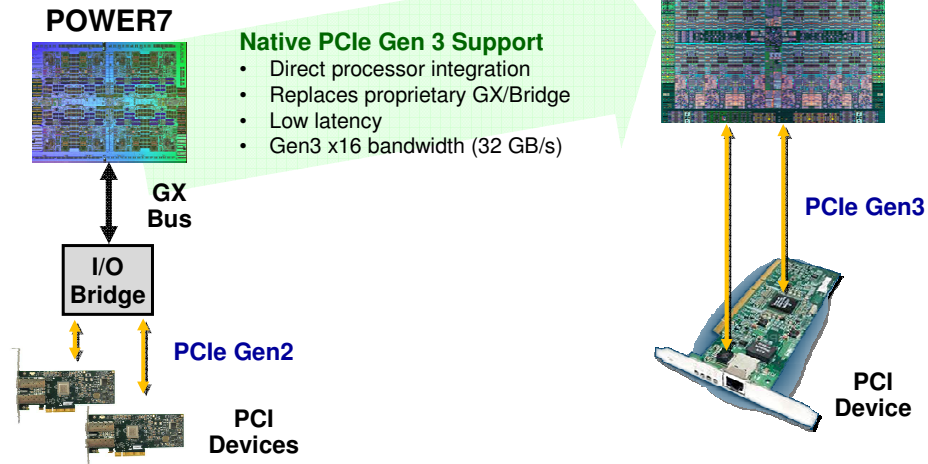 POWER7
Native PCIe Gen 3 Support
• Direct processor integration
• Replaces proprietary GX/Bridge
• Low latency
• Gen3 x16 bandwidth (32 GB/s)
GX
Bus
PCIe Gen3
I/O
Bridge
PCIe Gen2
PCI
Devices
PCI
Device